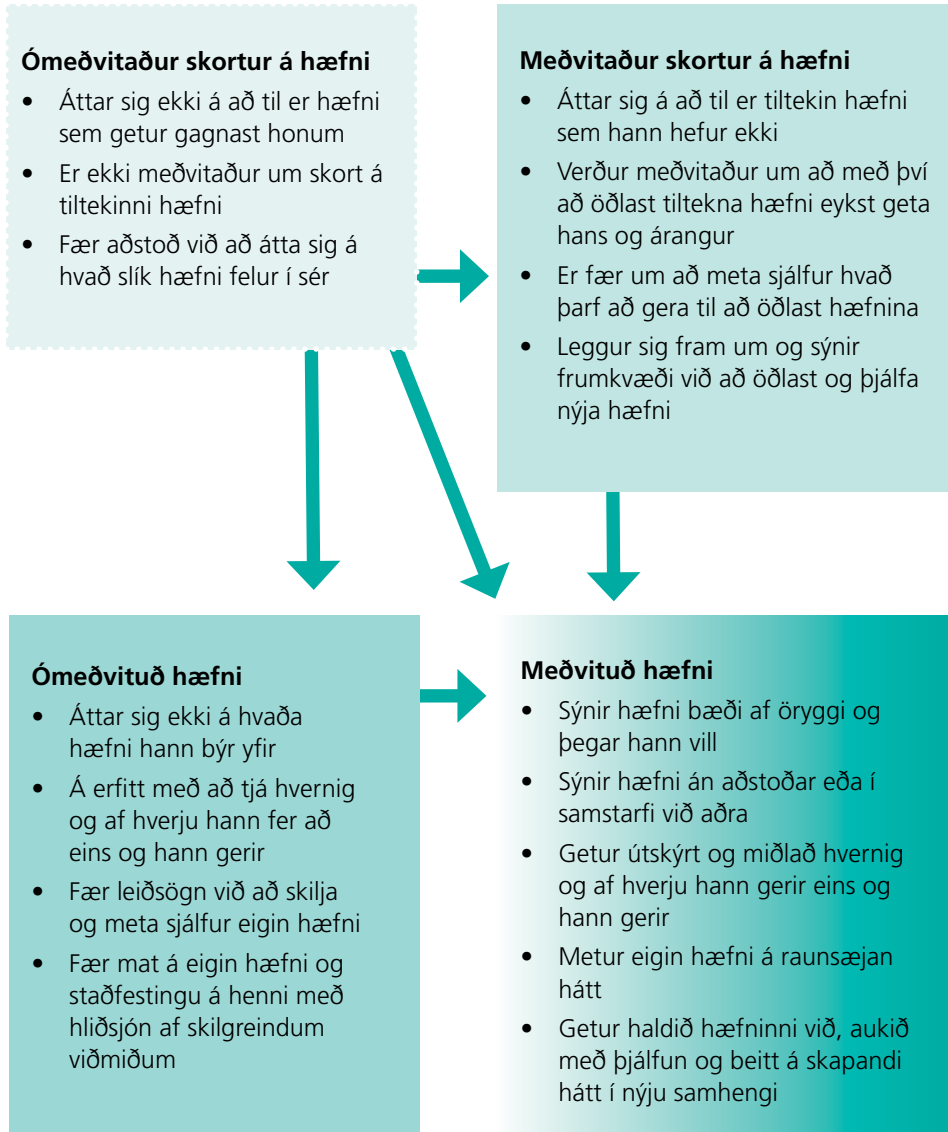 Ómeðvitaður skortur á hæfni
• Áttar sig ekki á að til er hæfni
sem getur gagnast honum
• Er ekki meðvitaður um skort á
tiltekinni hæfni
• Fær aðstoð við að átta sig á
hvað slík hæfni felur í sér
Meðvitaður skortur á hæfni
• Áttar sig á að til er tiltekin hæfni
sem hann hefur ekki
• Verður meðvitaður um að með því
að öðlast tiltekna hæfni eykst geta
hans og árangur
• Er fær um að meta sjálfur hvað
þarf að gera til að öðlast hæfnina
• Leggur sig fram um og sýnir
frumkvæði við að öðlast og þjálfa
nýja hæfni
Ómeðvituð hæfni
• Áttar sig ekki á hvaða
hæfni hann býr yfir
• Á erfitt með að tjá hvernig
og af hverju hann fer að
eins og hann gerir
• Fær leiðsögn við að skilja
og meta sjálfur eigin hæfni
• Fær mat á eigin hæfni og
staðfestingu á henni með
hliðsjón af skilgreindum
viðmiðum
Meðvituð hæfni
• Sýnir hæfni bæði af öryggi og
þegar hann vill
• Sýnir hæfni án aðstoðar eða í
samstarfi við aðra
• Getur útskýrt og miðlað hvernig
og af hverju hann gerir eins og
hann gerir
• Metur eigin hæfni á raunsæjan
hátt
• Getur haldið hæfninni við, aukið
með þjálfun og beitt á skapandi
hátt í nýju samhengi